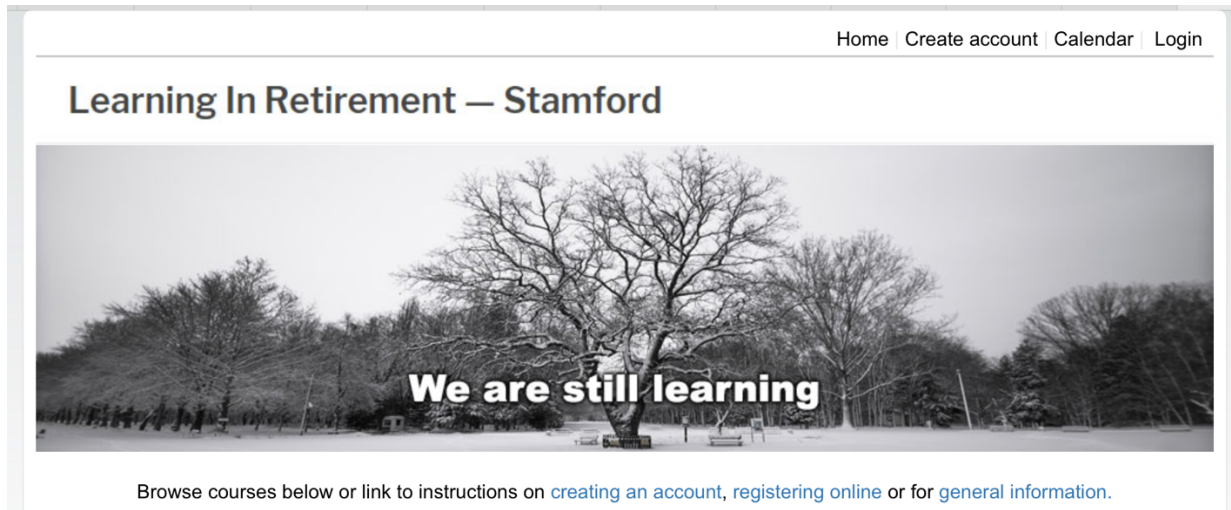 Home Create account Calendar Login
Learning In Retirement — Stamford
We are still learning
Browse courses below or link to instructions on creating an account, registering online or for general information.